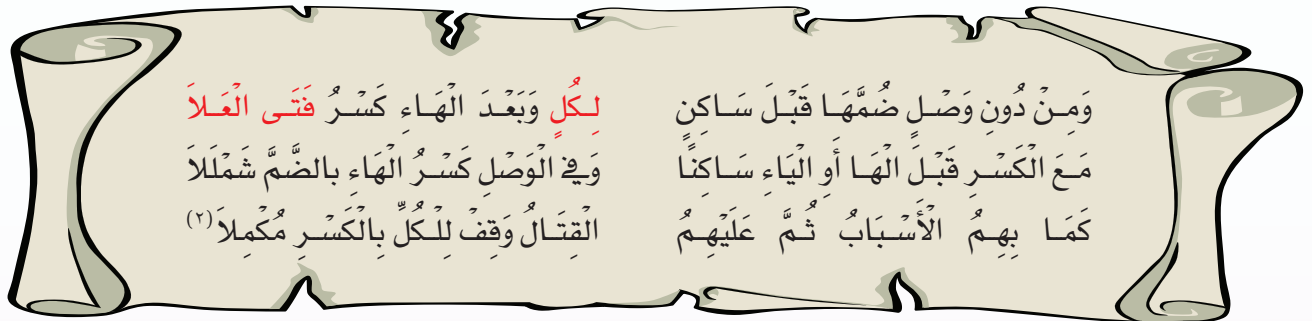 وَمِنْ دُونِ وَصْلٍ ضُمَّهَا قَبْلَ سَاكِنٍ لِكُلٍ وَبَعْدَ الْهَاءِ كَسْرُ فَتَى الْعَلاَ
مَعَ الْكَسْرِ قَبْلَ الْهَا أَوِ الْيَاءِ سَاكِنًا وَفِي الْوَصْلِ كَسْرُ الْهَاءِ بالضَّمِّ شَمْلَلاَ
كَمَا بِهِمُ الْأَسْبَابُ ثُمَّ عَلَيْهِمُ الْقِتَالُ وَقِفْ لِلْكُلِّ بِالْكَسْرِ مُكْمِلاَ (٢)